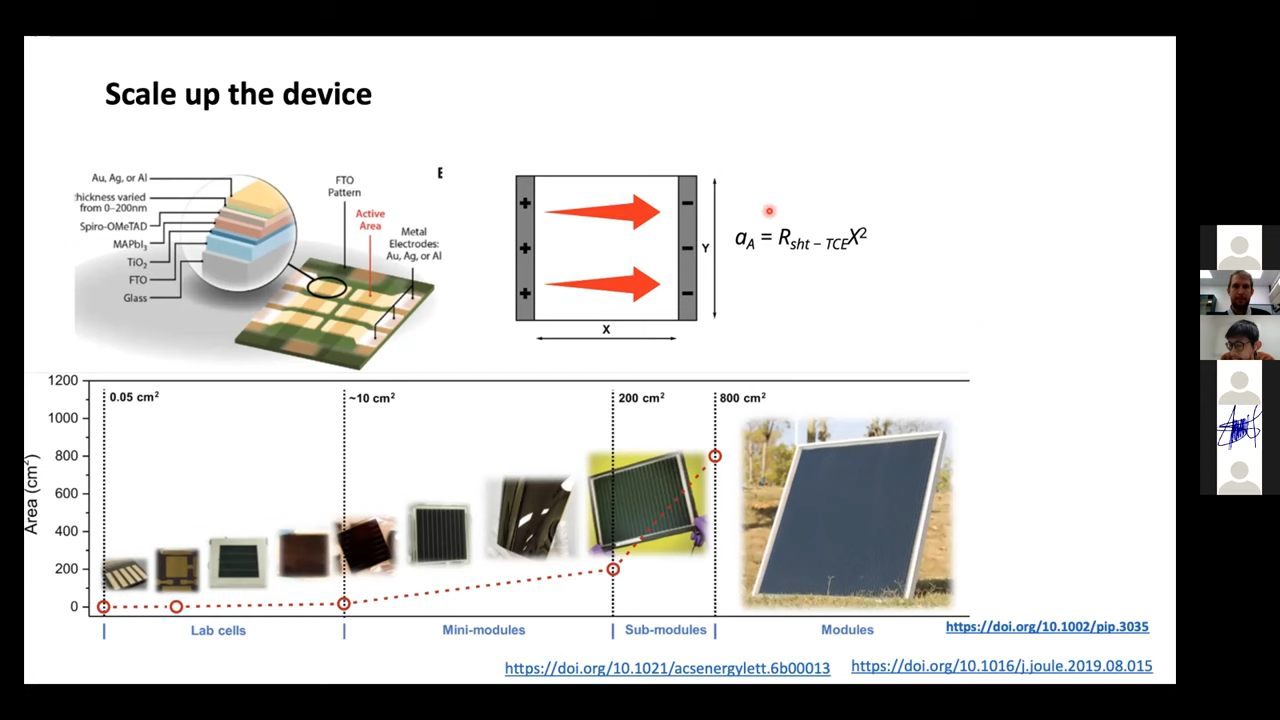 Scale up the device
Au, Ag, or Al
thickness varied
from 0–200nm
Spiro-OMeTAD
MAPbI3
TiO2
FTO
Glass
FTO
Pattern
Active
Area
Metal
Electrodes:
Au, Ag, or Al
+ −
+ −
+ −
X
Y
aA = Rsht – TCEX²
Area (cm²)
1200
1000
800
600
400
200
0
0.05 cm²
~10 cm²
200 cm²
800 cm²
Lab cells
Mini-modules
Sub-modules
Modules
https://doi.org/10.1002/pip.3035
https://doi.org/10.1021/acsenergylett.6b00013
https://doi.org/10.1016/j.joule.2019.08.015